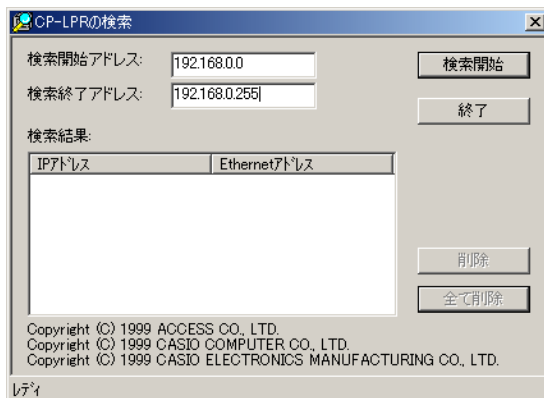 CP-LPRの検索
検索開始アドレス: 192.168.0.0
検索開始
検索終了アドレス: 192.168.0.255
終了
検索結果:
IPｱﾄﾞﾚｽ Ethernetｱﾄﾞﾚｽ
削除
全て削除
Copyright (C) 1999 ACCESS CO., LTD.
Copyright (C) 1999 CASIO COMPUTER CO., LTD.
Copyright (C) 1999 CASIO ELECTRONICS MANUFACTURING CO., LTD.
ﾚﾃﾞｨ